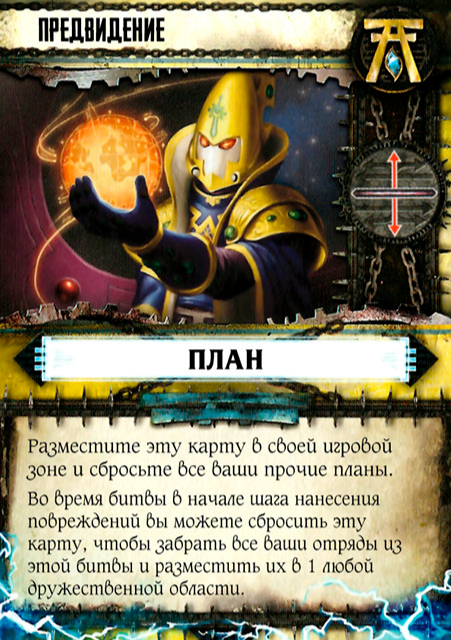 ПРЕДВИДЕНИЕ
ПЛАН
Разместите эту карту в своей игровой
зоне и сбросьте все ваши прочие планы.
Во время битвы в начале шага нанесения
повреждений вы можете сбросить эту
карту, чтобы забрать все ваши отряды из
этой битвы и разместить их в 1 любой
дружественной области.